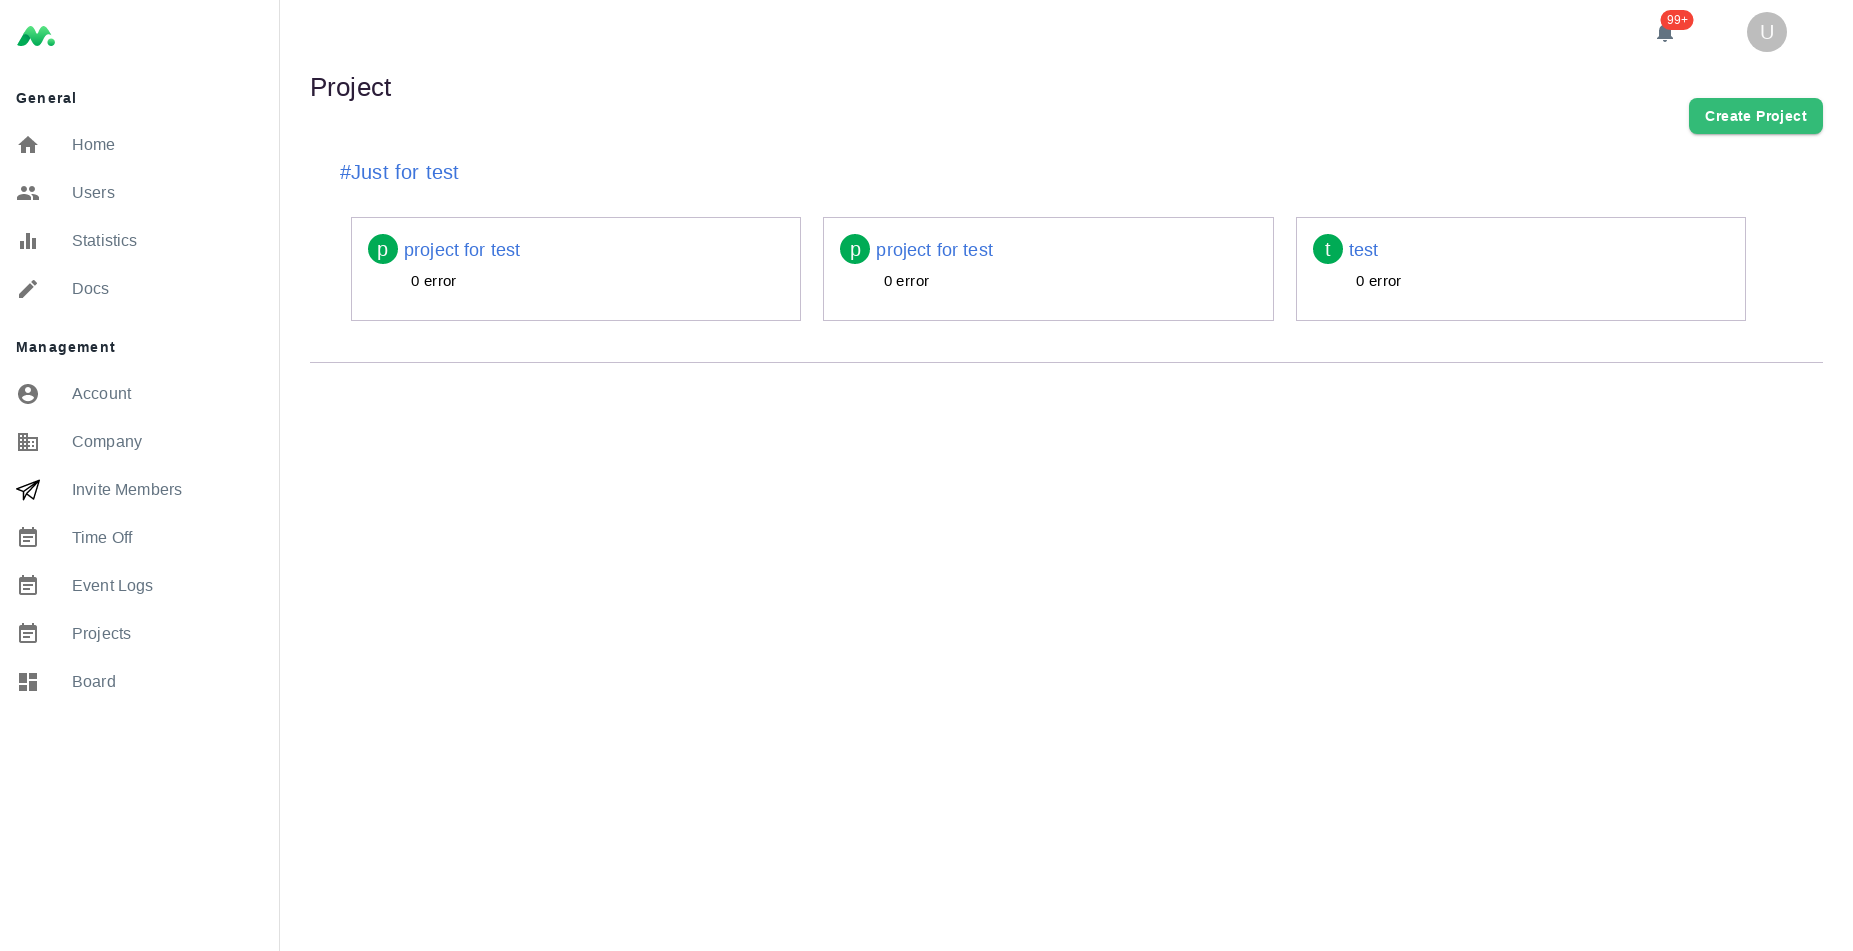 General
Home
Users
Statistics
Docs
Management
Account
Company
Invite Members
Time Off
Event Logs
Projects
Board
99+
U
Project
Create Project
#Just for test
p project for test
0 error
p project for test
0 error
t test
0 error